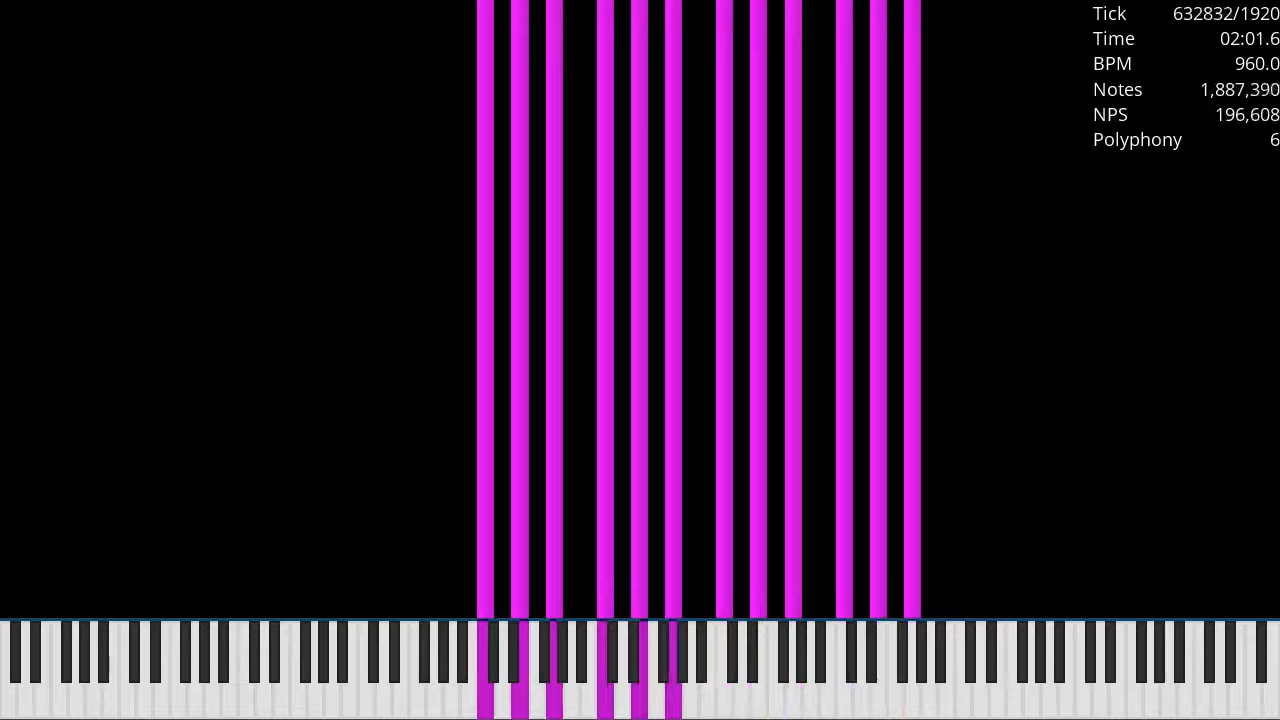 Tick 632832/1920
Time 02:01.6
BPM 960.0
Notes 1,887,390
NPS 196,608
Polyphony 6